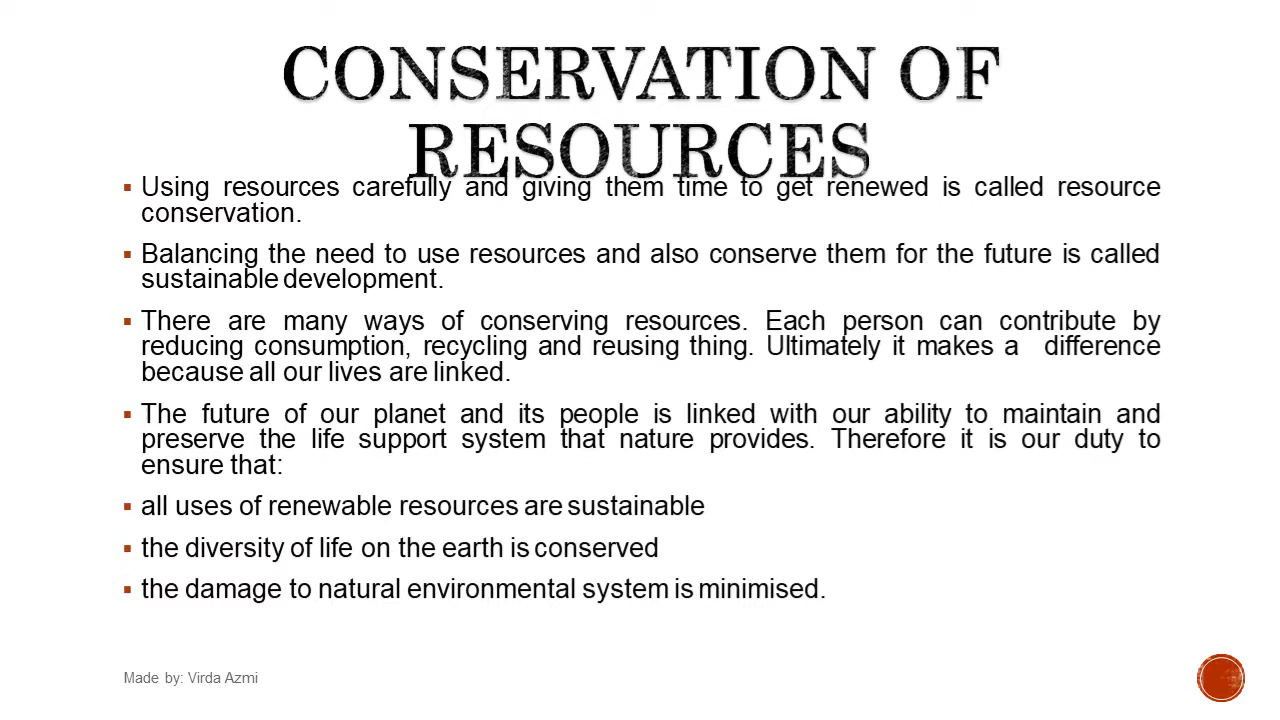 CONSERVATION OF
RESOURCES
▪ Using resources carefully and giving them time to get renewed is called resource
conservation.
▪ Balancing the need to use resources and also conserve them for the future is called
sustainable development.
▪ There are many ways of conserving resources. Each person can contribute by
reducing consumption, recycling and reusing thing. Ultimately it makes a difference
because all our lives are linked.
▪ The future of our planet and its people is linked with our ability to maintain and
preserve the life support system that nature provides. Therefore it is our duty to
ensure that:
▪ all uses of renewable resources are sustainable
▪ the diversity of life on the earth is conserved
▪ the damage to natural environmental system is minimised.
Made by: Virda Azmi